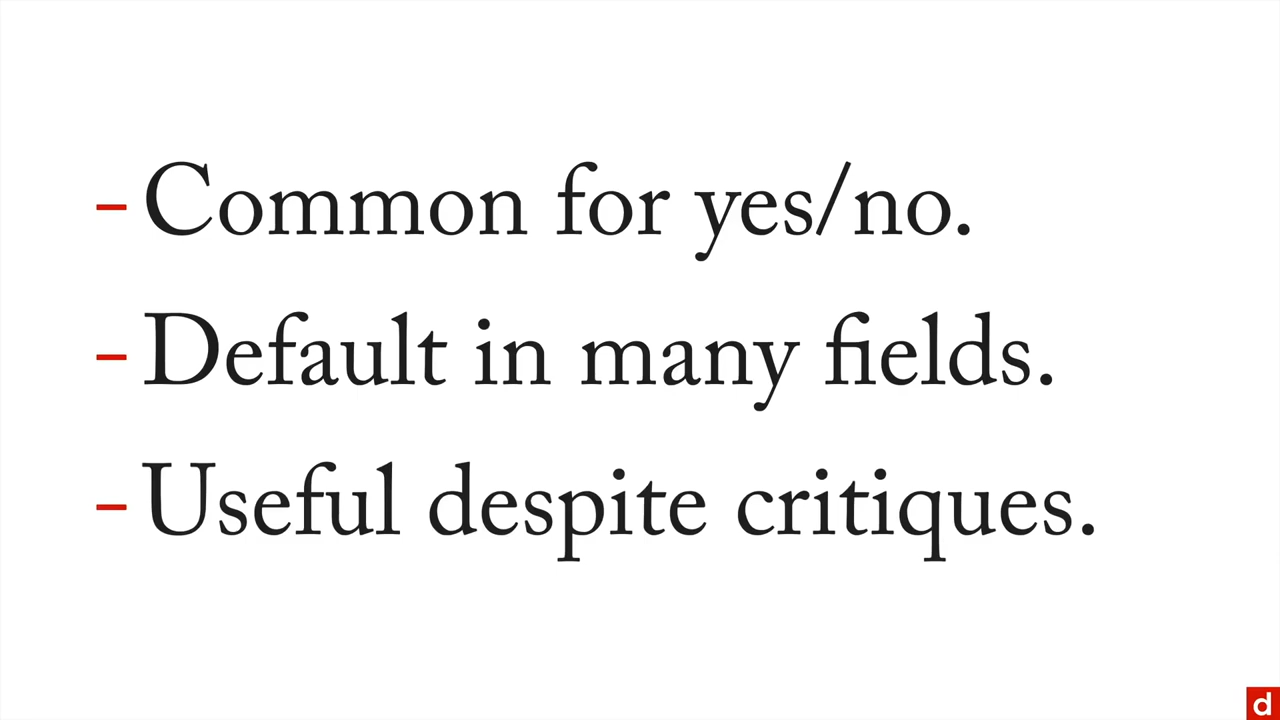 – Common for yes/no.
– Default in many fields.
– Useful despite critiques.
d